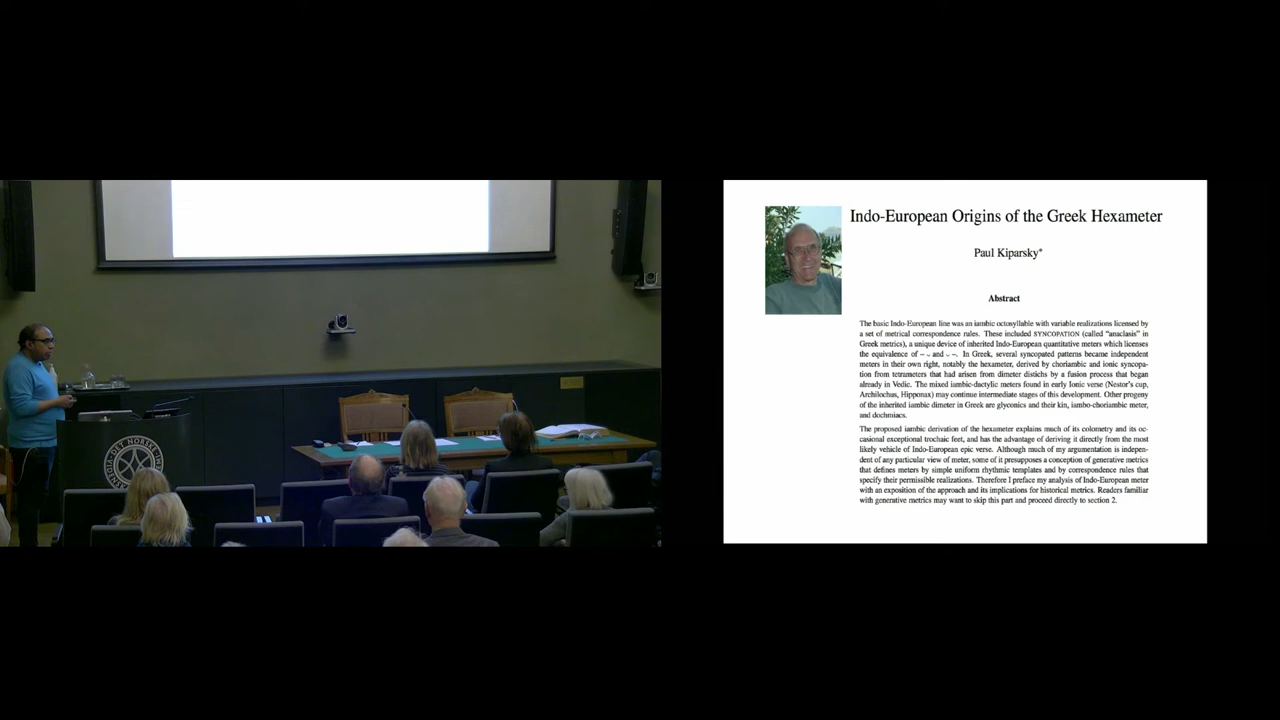 Indo-European Origins of the Greek Hexameter
Paul Kiparsky*
Abstract
The basic Indo-European line was an iambic octosyllable with variable realizations licensed by
a set of metrical correspondence rules. These included SYNCOPATION (called “anaclasis” in
Greek metrics), a unique device of inherited Indo-European quantitative meters which licenses
the equivalence of – ⏑ and ⏑ –. In Greek, several syncopated patterns became independent
meters in their own right, notably the hexameter, derived by choriambic and ionic syncopa-
tion from tetrameters that had arisen from dimeter distichs by a fusion process that began
already in Vedic. The mixed iambic-dactylic meters found in early Ionic verse (Nestor's cup,
Archilochus, Hipponax) may continue intermediate stages of this development. Other progeny
of the inherited iambic dimeter in Greek are glyconics and their kin, iambo-choriambic meter,
and dochmiacs.
The proposed iambic derivation of the hexameter explains much of its colometry and its oc-
casional exceptional trochaic feet, and has the advantage of deriving it directly from the most
likely vehicle of Indo-European epic verse. Although much of my argumentation is indepen-
dent of any particular view of meter, some of it presupposes a conception of generative metrics
that defines meters by simple uniform rhythmic templates and by correspondence rules that
specify their permissible realizations. Therefore I preface my analysis of Indo-European meter
with an exposition of the approach and its implications for historical metrics. Readers familiar
with generative metrics may want to skip this part and proceed directly to section 2.
DET NORSKE